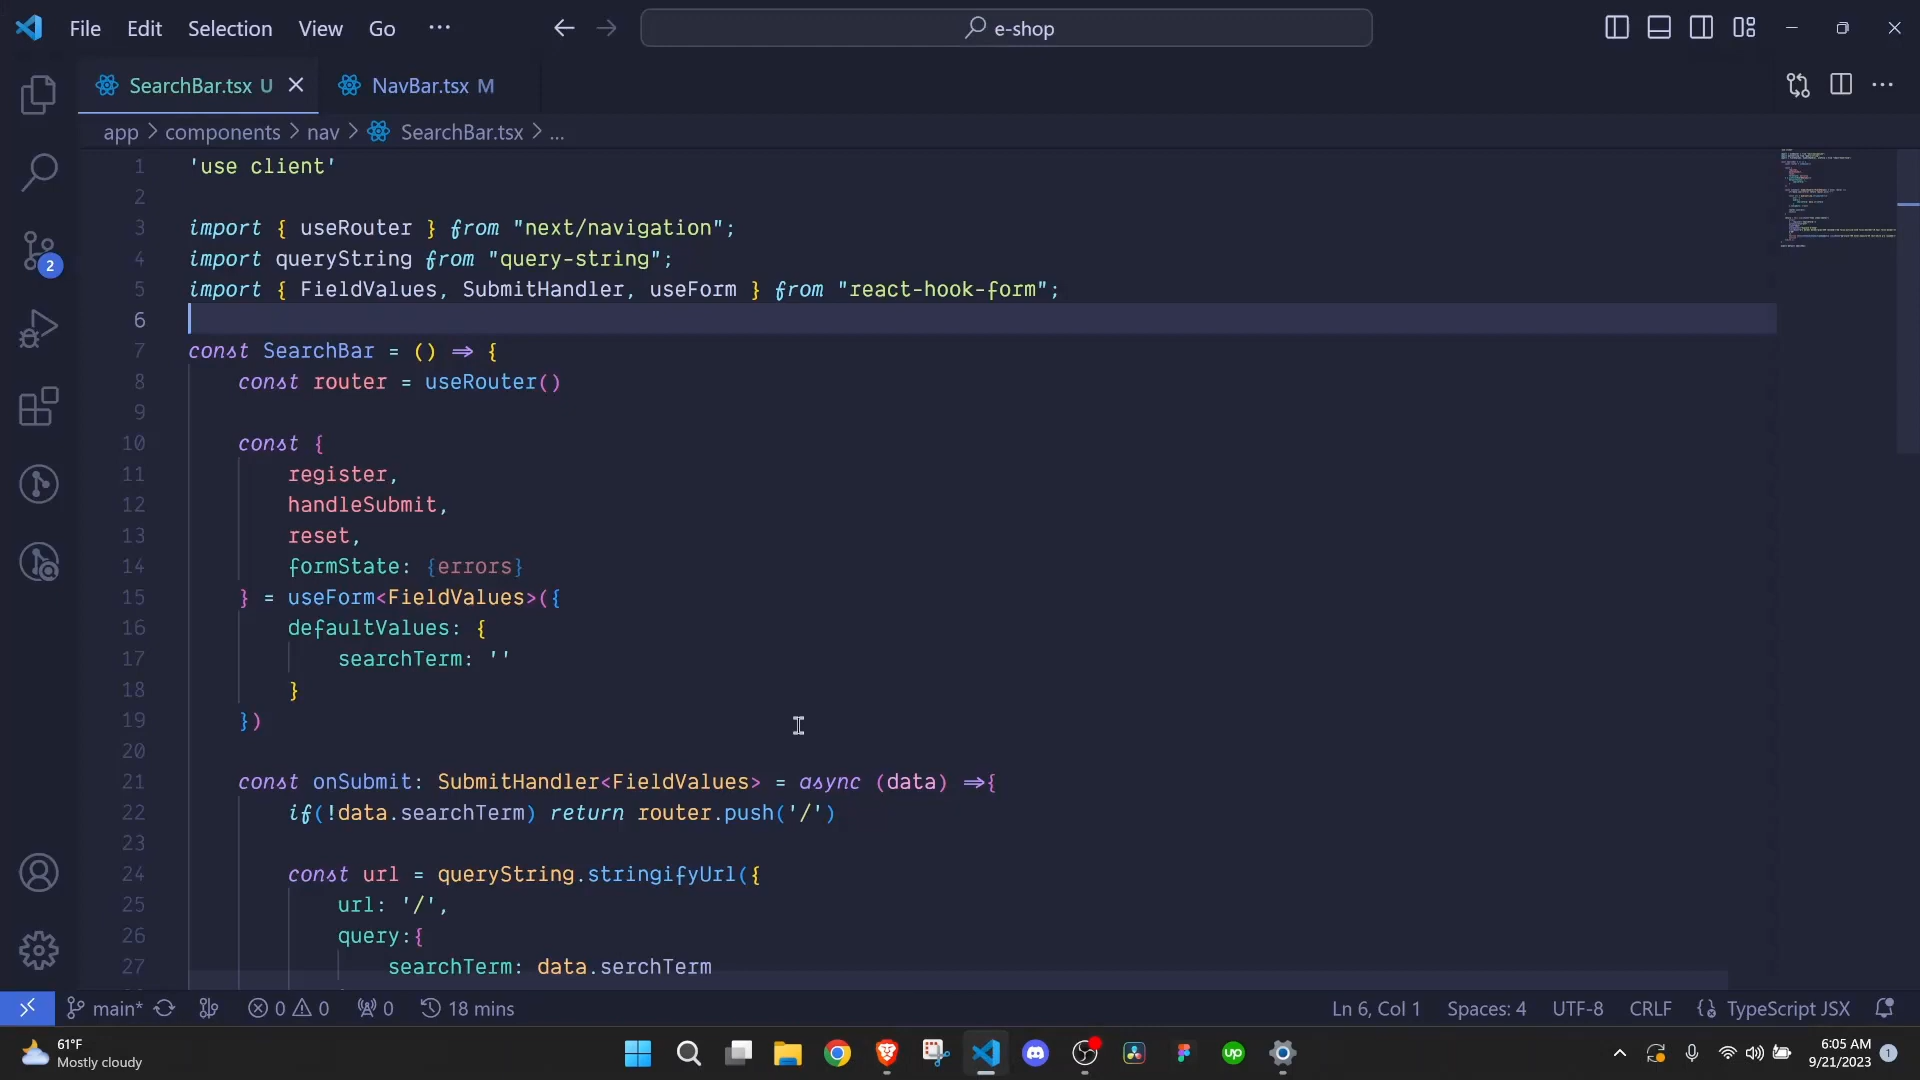 File Edit Selection View Go ··· e-shop
SearchBar.tsx U NavBar.tsx M
app > components > nav > SearchBar.tsx > ...
1 'use client'
2
3 import { useRouter } from "next/navigation";
4 import queryString from "query-string";
5 import { FieldValues, SubmitHandler, useForm } from "react-hook-form";
6
7 const SearchBar = () => {
8 const router = useRouter()
9
10 const {
11 register,
12 handleSubmit,
13 reset,
14 formState: {errors}
15 } = useForm<FieldValues>({
16 defaultValues: {
17 searchTerm: ''
18 }
19 })
20
21 const onSubmit: SubmitHandler<FieldValues> = async (data) =>{
22 if(!data.searchTerm) return router.push('/')
23
24 const url = queryString.stringifyUrl({
25 url: '/',
26 query:{
27 searchTerm: data.serchTerm
2
main* 0 0 0 18 mins Ln 6, Col 1 Spaces: 4 UTF-8 CRLF TypeScript JSX
61°F
Mostly cloudy
up
6:05 AM
9/21/2023
1